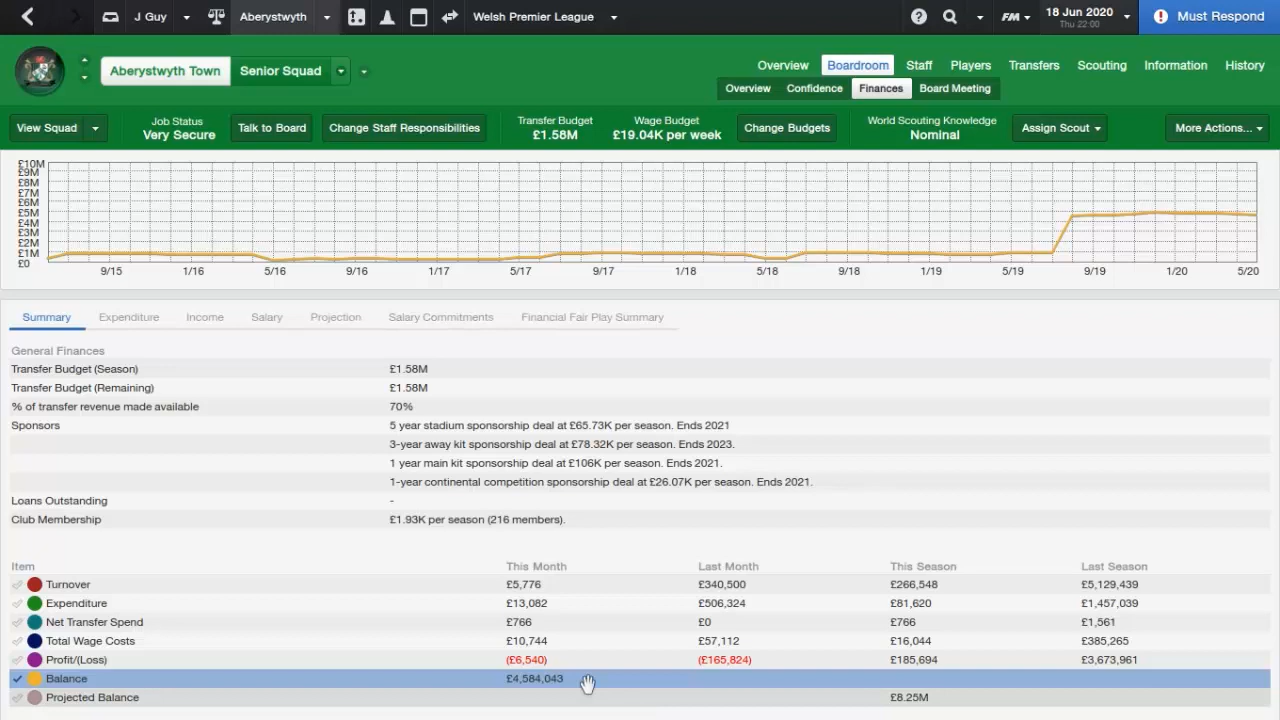 J Guy Aberystwyth Welsh Premier League FM 18 Jun 2020 Must Respond
Thu 22:00
Aberystwyth Town Senior Squad Overview Boardroom Staff Players Transfers Scouting Information History
Overview Confidence Finances Board Meeting
View Squad Job Status Very Secure Talk to Board Change Staff Responsibilities Transfer Budget £1.58M Wage Budget £19.04K per week Change Budgets World Scouting Knowledge Nominal Assign Scout More Actions...
£10M
£9M
£8M
£7M
£6M
£5M
£4M
£3M
£2M
£1M
£0
9/15 1/16 5/16 9/16 1/17 5/17 9/17 1/18 5/18 9/18 1/19 5/19 9/19 1/20 5/20
Summary Expenditure Income Salary Projection Salary Commitments Financial Fair Play Summary
General Finances
Transfer Budget (Season) £1.58M
Transfer Budget (Remaining) £1.58M
% of transfer revenue made available 70%
Sponsors 5 year stadium sponsorship deal at £65.73K per season. Ends 2021
3-year away kit sponsorship deal at £78.32K per season. Ends 2023.
1 year main kit sponsorship deal at £106K per season. Ends 2021.
1-year continental competition sponsorship deal at £26.07K per season. Ends 2021.
Loans Outstanding -
Club Membership £1.93K per season (216 members).
Item This Month Last Month This Season Last Season
Turnover £5,776 £340,500 £266,548 £5,129,439
Expenditure £13,082 £506,324 £81,620 £1,457,039
Net Transfer Spend £766 £0 £766 £1,561
Total Wage Costs £10,744 £57,112 £16,044 £385,265
Profit/(Loss) (£6,540) (£165,824) £185,694 £3,673,961
Balance £4,584,043
Projected Balance £8.25M